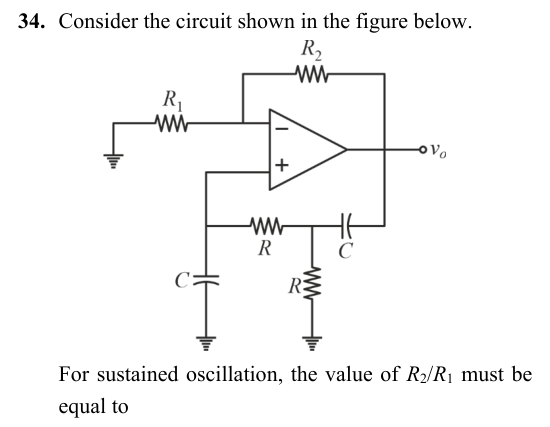 34. Consider the circuit shown in the figure below.
R₂
R₁
−
vₒ
+
R
C
C
R
For sustained oscillation, the value of R₂/R₁ must be
equal to